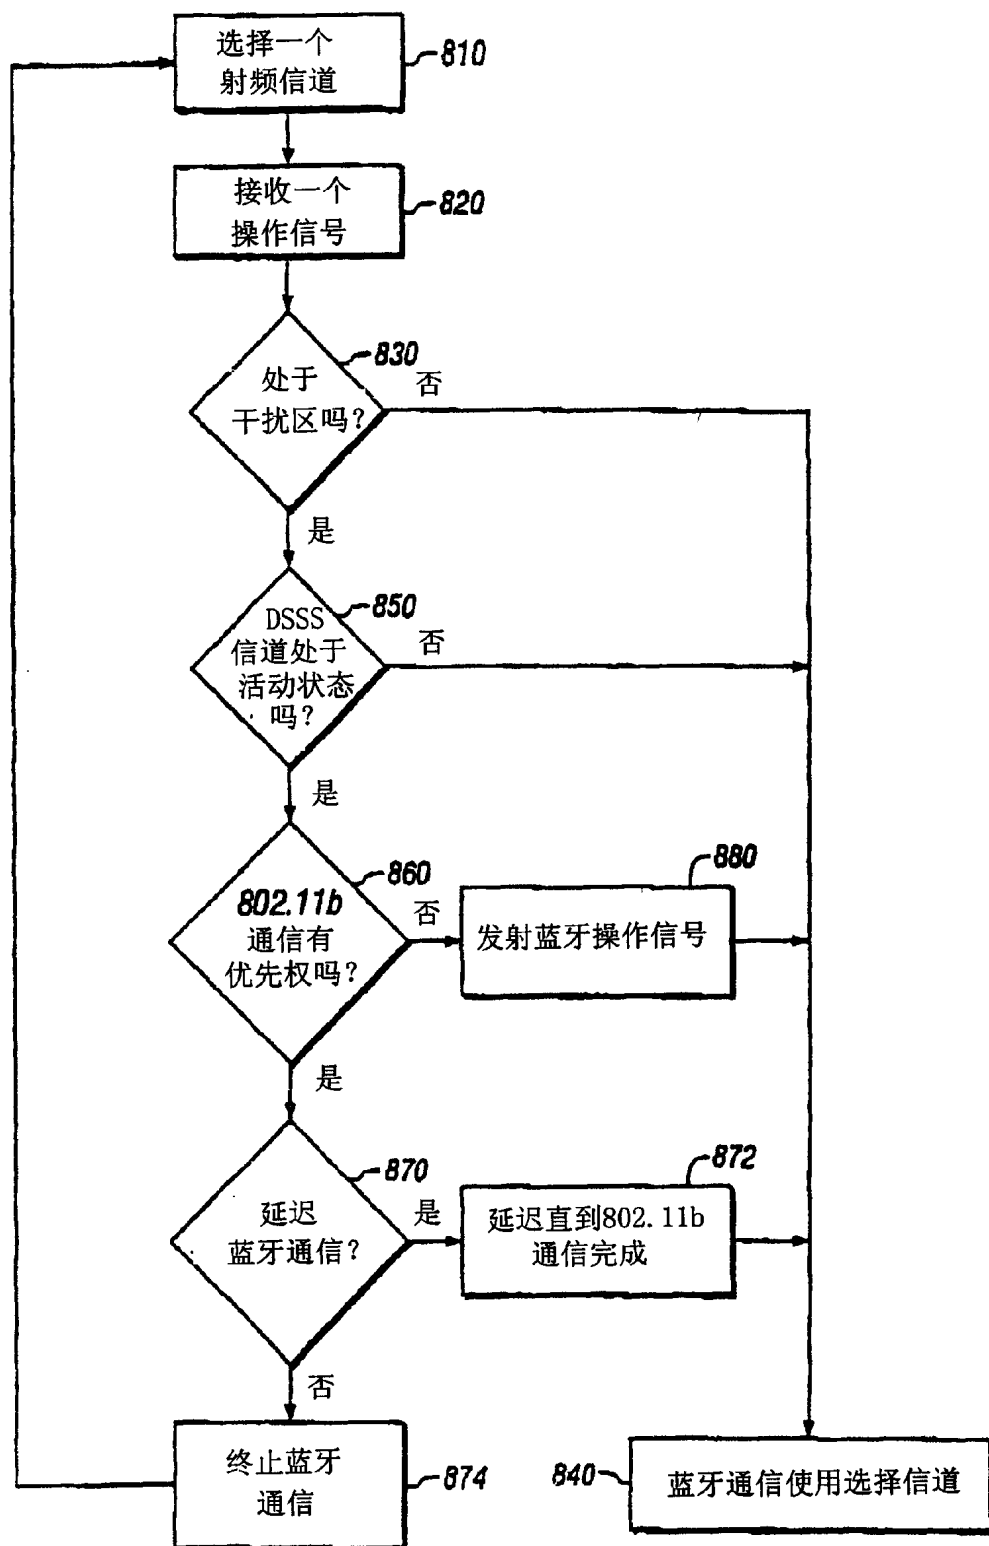 选择一个
射频信道
810
接收一个
操作信号
820
处于
干扰区吗?
830
否
是
DSSS
信道处于
活动状态
吗?
850
否
是
802.11b
通信有
优先权吗?
860
否
发射蓝牙操作信号
880
是
延迟
蓝牙通信?
870
是
延迟直到802.11b
通信完成
872
否
终止蓝牙
通信
874
840
蓝牙通信使用选择信道